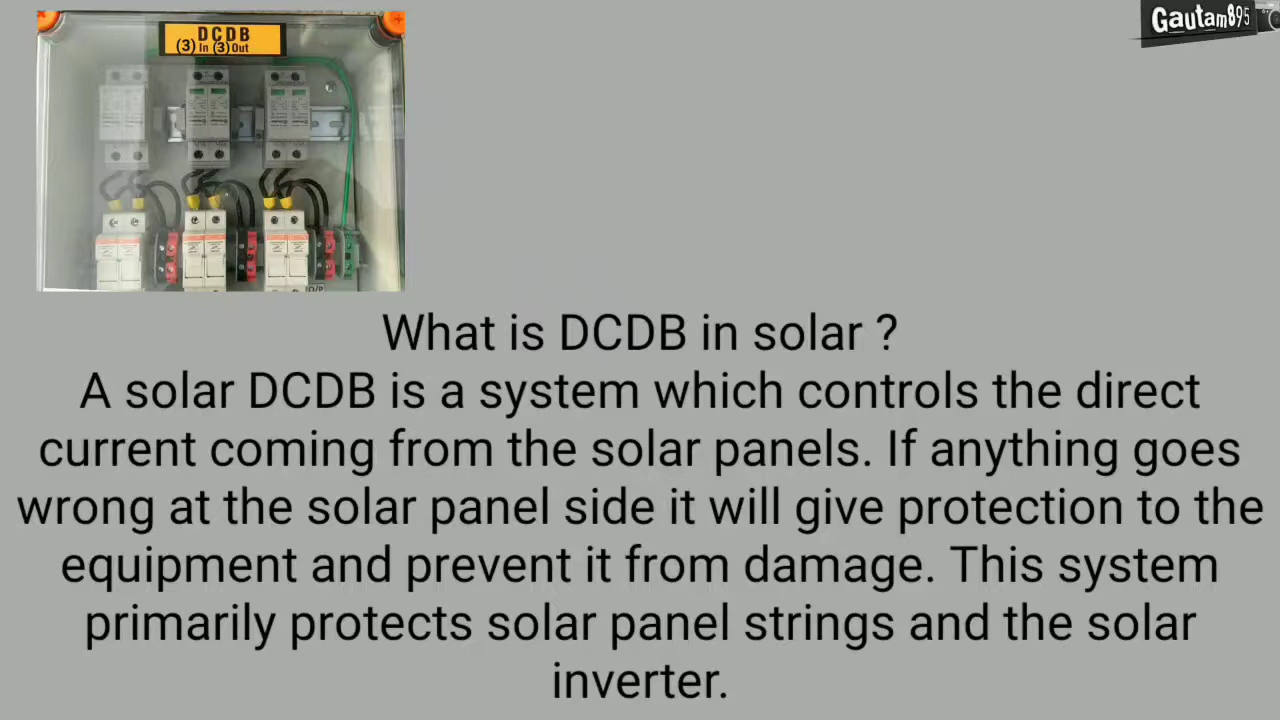 DCDB
(3) In (3) Out
Gautam895
What is DCDB in solar ?
A solar DCDB is a system which controls the direct
current coming from the solar panels. If anything goes
wrong at the solar panel side it will give protection to the
equipment and prevent it from damage. This system
primarily protects solar panel strings and the solar
inverter.